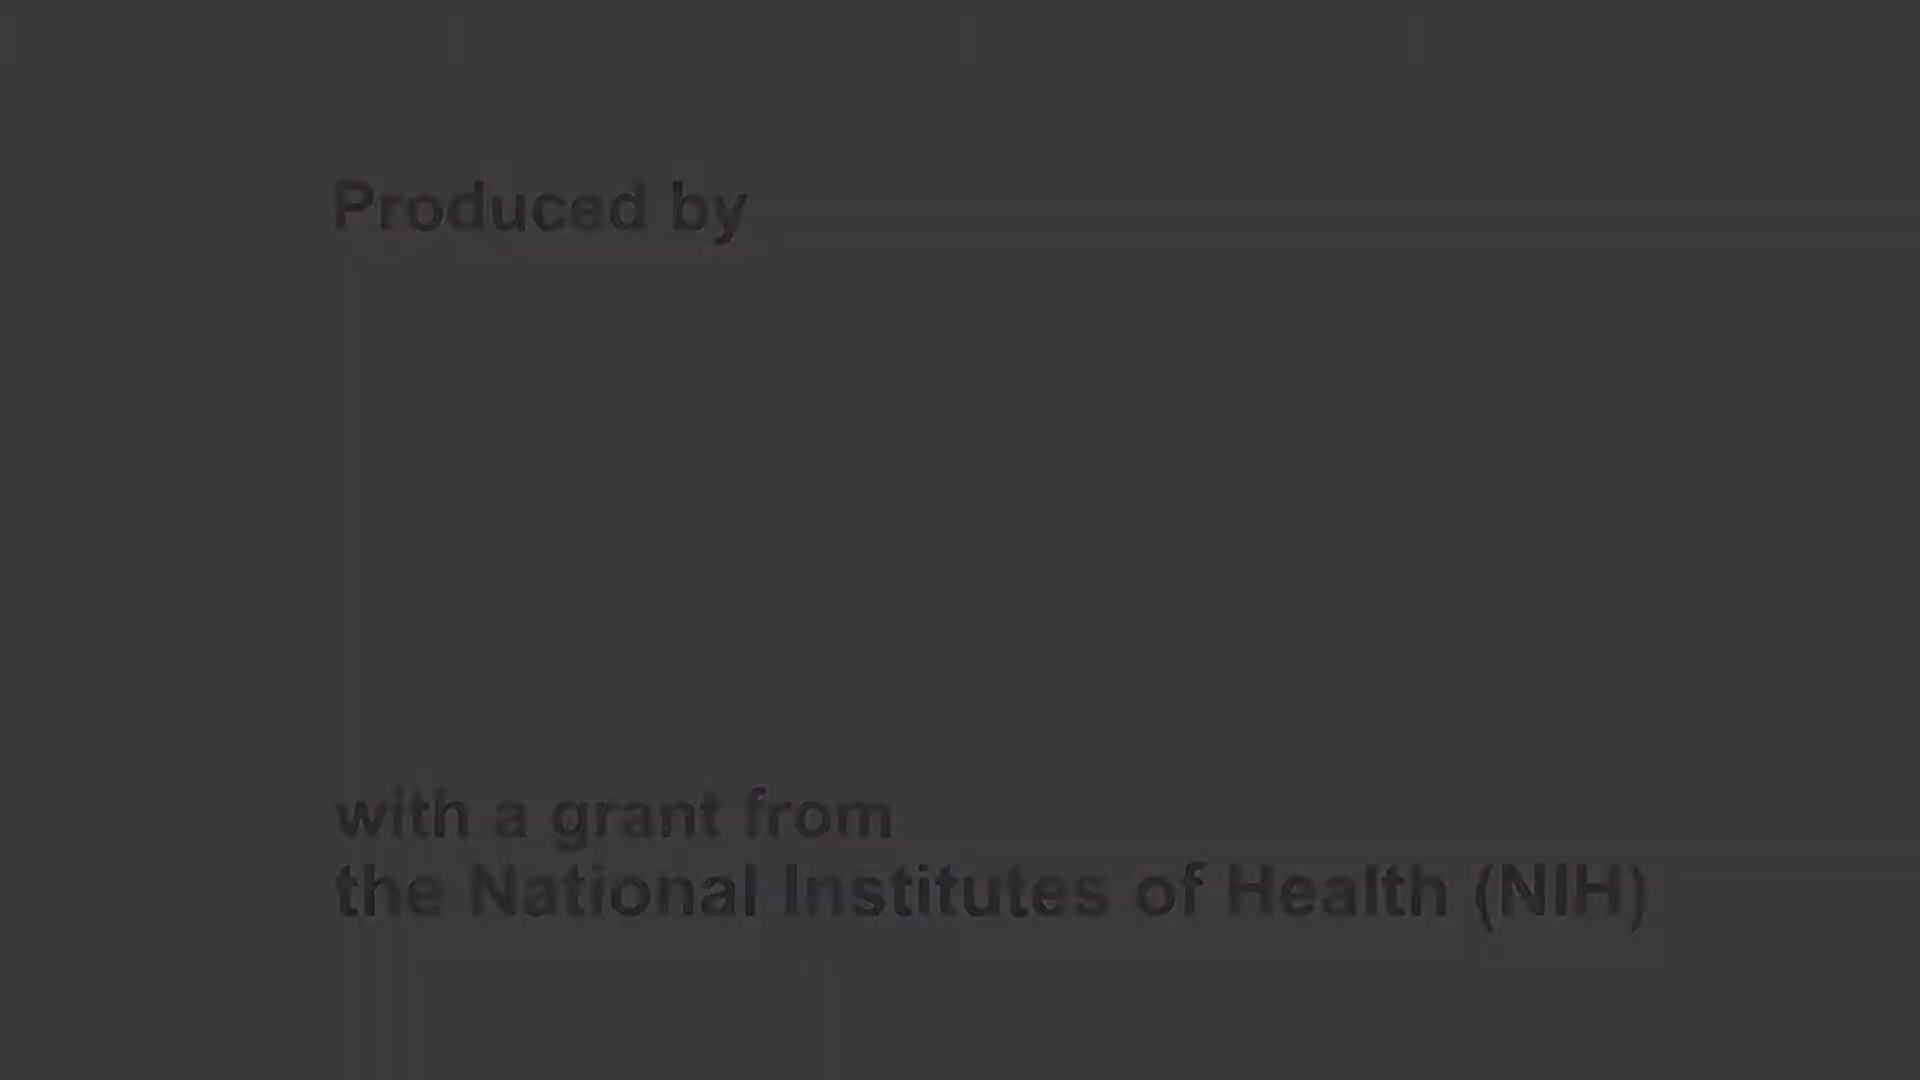 Produced by
with a grant from
the National Institutes of Health (NIH)